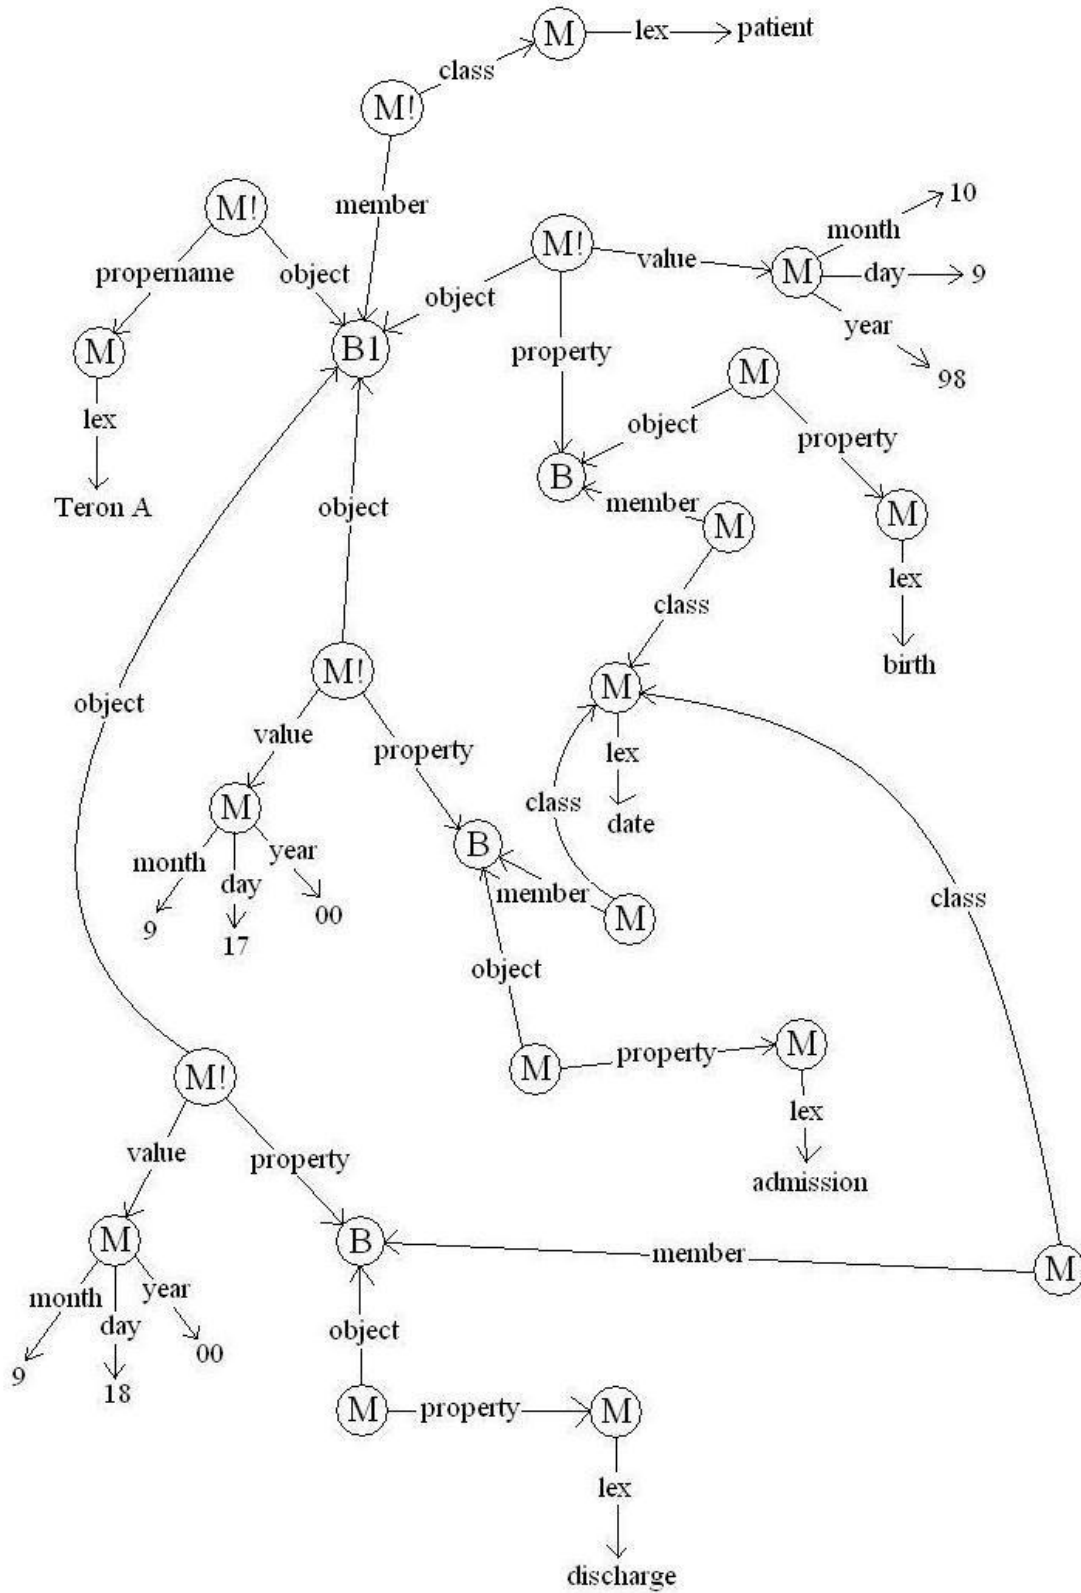 M lex patient
class
M!
member
M!
propername object
M
lex
Teron A
B1
M! value M
object
property
month 10
day 9
year 98
M
object property
B
member M
M
lex
birth
class
M
lex
date
object
M!
value property
M
month day year
9 17 00
B
class
member M
object
M property M
lex
admission
class
object
M!
value property
M
month day year
9 18 00
B member M
object
M property M
lex
discharge